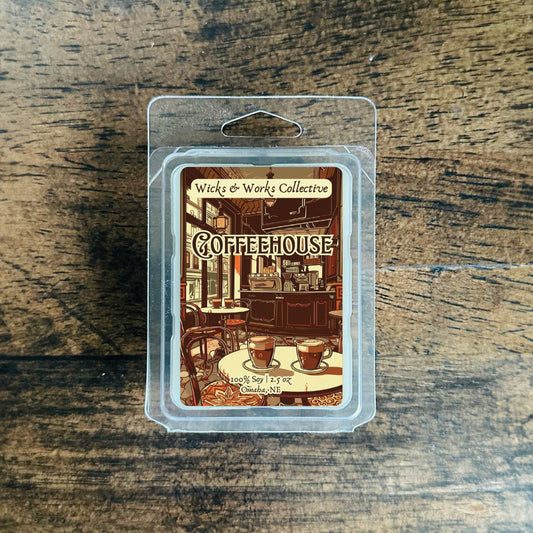 Wicks & Works Collective
Coffeehouse
100% Soy | 2.5 oz
Omaha, NE